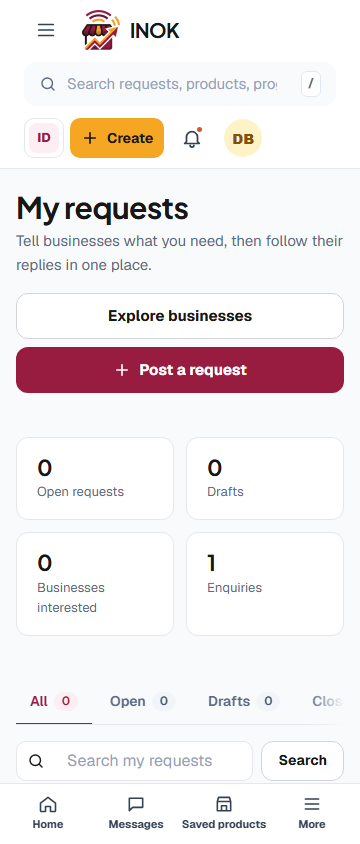 INOK
Search requests, products, pro
/
ID
+ Create
DB
My requests
Tell businesses what you need, then follow their
replies in one place.
Explore businesses
+ Post a request
0
Open requests
0
Drafts
0
Businesses
interested
1
Enquiries
All 0
Open 0
Drafts 0
Clos
Search my requests
Search
Home
Messages
Saved products
More